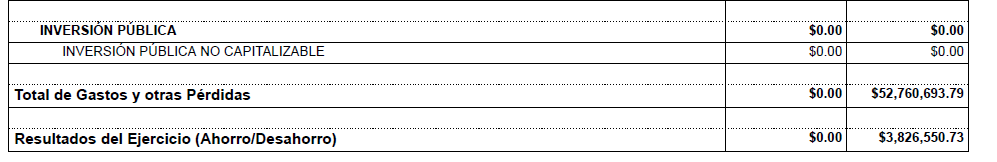 INVERSIÓN PÚBLICA $0.00 $0.00
INVERSIÓN PÚBLICA NO CAPITALIZABLE $0.00 $0.00
Total de Gastos y otras Pérdidas $0.00 $52,760,693.79
Resultados del Ejercicio (Ahorro/Desahorro) $0.00 $3,826,550.73